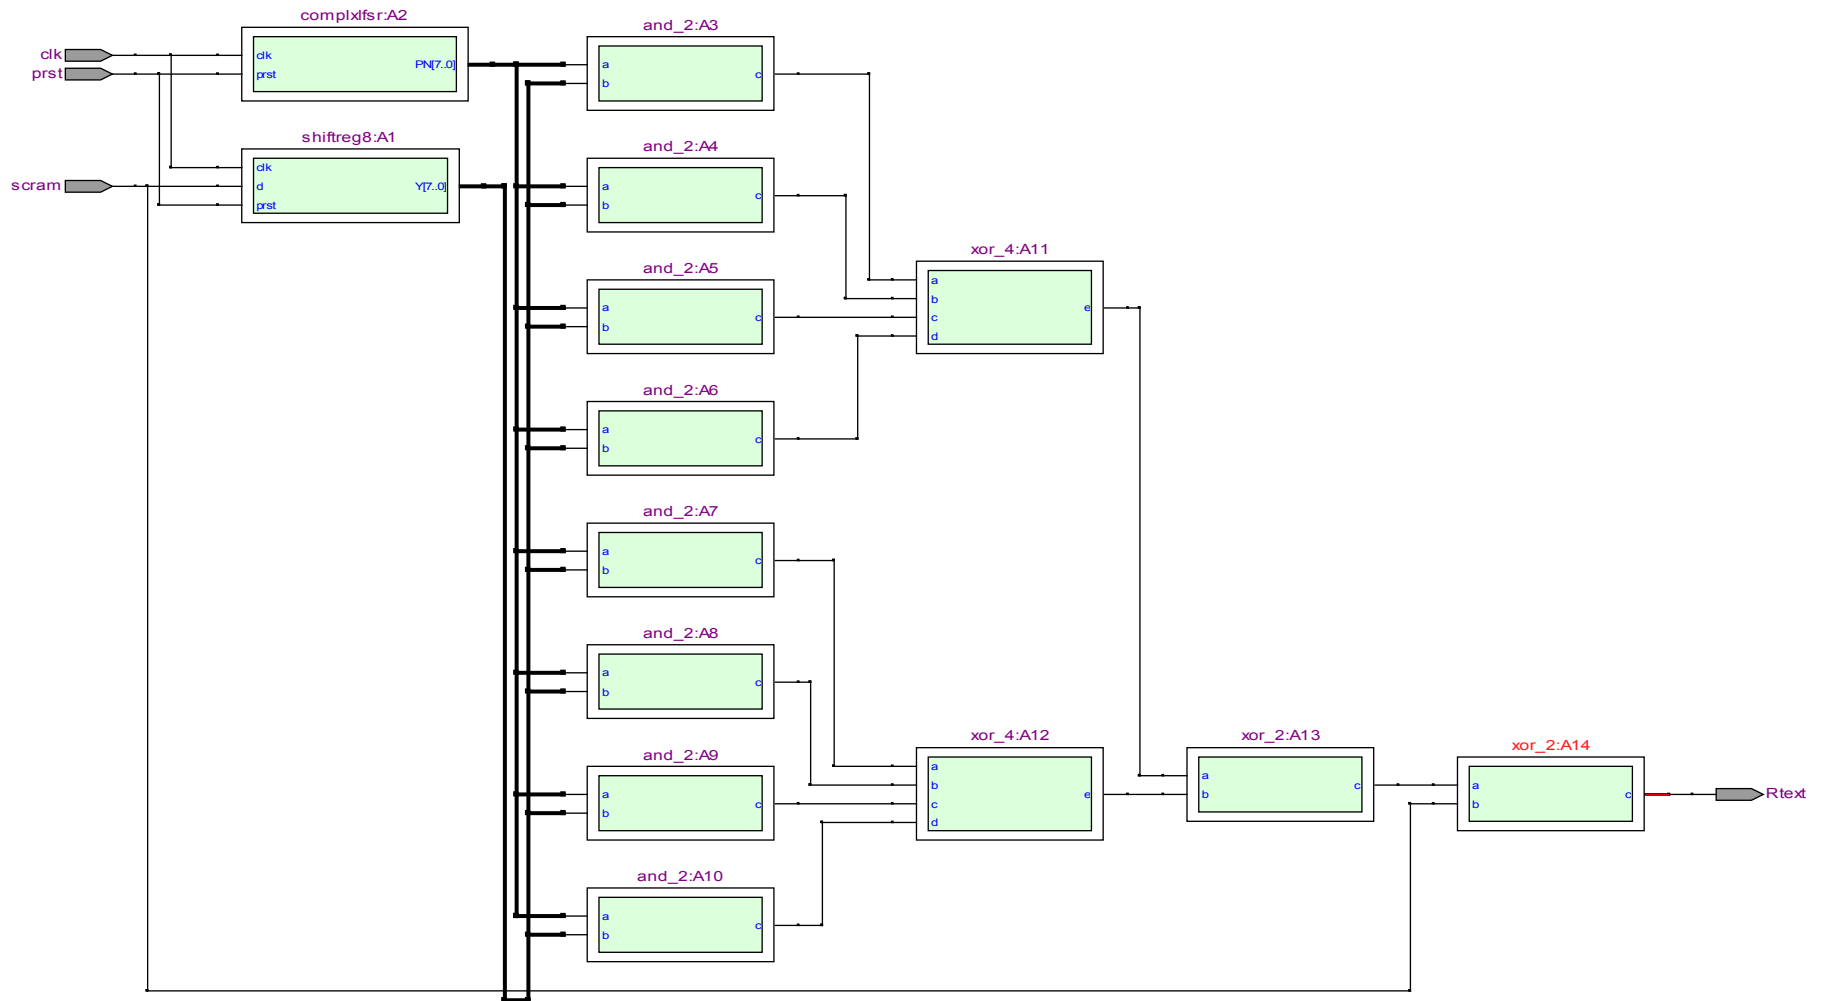 complxlfsr:A2
clk
prst
clk
prst
PN[7..0]
shiftreg8:A1
scram
clk
d
prst
Y[7..0]
and_2:A3
a
b
c
and_2:A4
a
b
c
and_2:A5
a
b
c
and_2:A6
a
b
c
and_2:A7
a
b
c
and_2:A8
a
b
c
and_2:A9
a
b
c
and_2:A10
a
b
c
xor_4:A11
a
b
c
d
e
xor_4:A12
a
b
c
d
e
xor_2:A13
a
b
c
xor_2:A14
a
b
c
Rtext